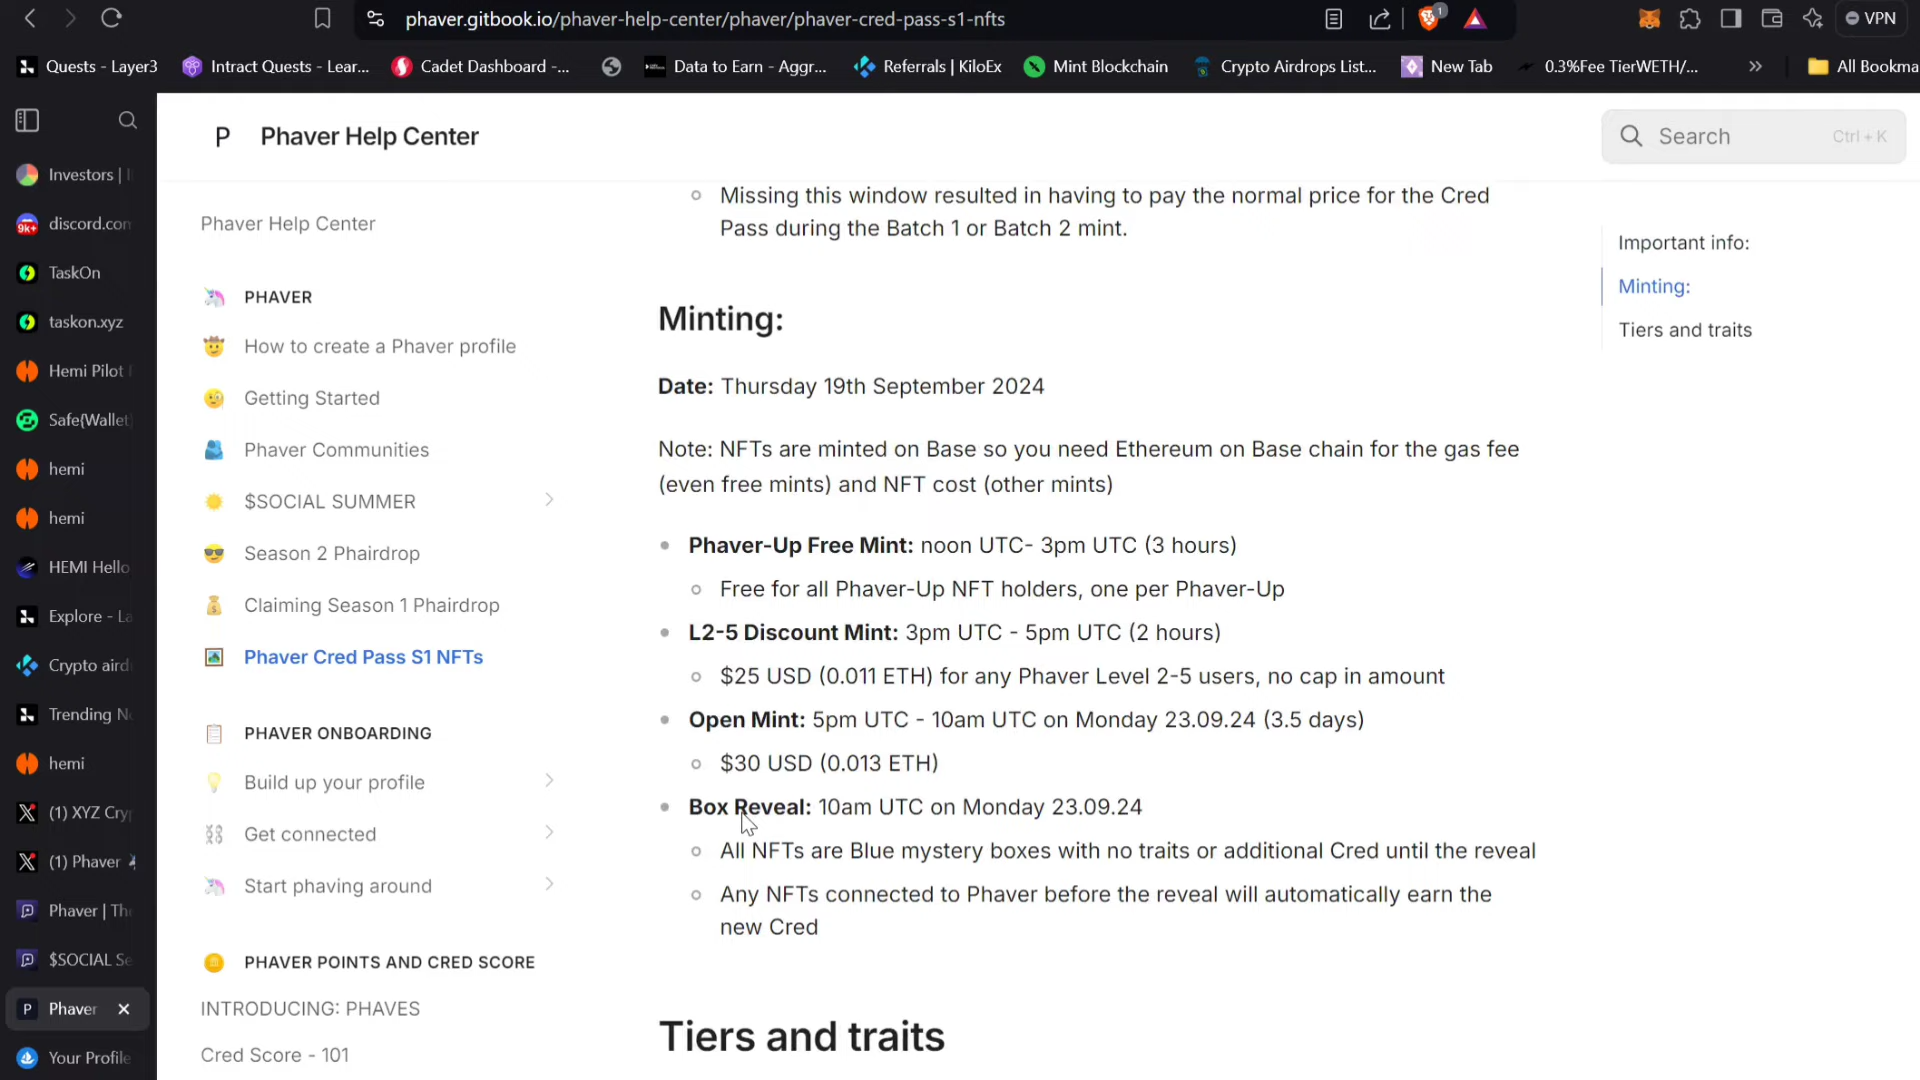 phaver.gitbook.io/phaver-help-center/phaver/phaver-cred-pass-s1-nfts
1
VPN
Quests - Layer3
Intract Quests - Lear...
Cadet Dashboard -...
Data to Earn - Aggr...
Referrals | KiloEx
Mint Blockchain
Crypto Airdrops List...
New Tab
0.3%Fee TierWETH/...
All Bookma
Investors |
9k+
discord.con
TaskOn
taskon.xyz
Hemi Pilot
Safe{Wallet
hemi
hemi
HEMI Hello
Explore - La
Crypto aird
Trending N
hemi
(1) XYZ Cry
(1) Phaver
Phaver | Th
$SOCIAL Se
P Phaver
Your Profile
P Phaver Help Center
Search Ctrl + K
Phaver Help Center
PHAVER
How to create a Phaver profile
Getting Started
Phaver Communities
$SOCIAL SUMMER
Season 2 Phairdrop
Claiming Season 1 Phairdrop
Phaver Cred Pass S1 NFTs
PHAVER ONBOARDING
Build up your profile
Get connected
Start phaving around
PHAVER POINTS AND CRED SCORE
INTRODUCING: PHAVES
Cred Score - 101
Missing this window resulted in having to pay the normal price for the Cred
Pass during the Batch 1 or Batch 2 mint.
Minting:
Date: Thursday 19th September 2024
Note: NFTs are minted on Base so you need Ethereum on Base chain for the gas fee
(even free mints) and NFT cost (other mints)
Phaver-Up Free Mint: noon UTC- 3pm UTC (3 hours)
Free for all Phaver-Up NFT holders, one per Phaver-Up
L2-5 Discount Mint: 3pm UTC - 5pm UTC (2 hours)
$25 USD (0.011 ETH) for any Phaver Level 2-5 users, no cap in amount
Open Mint: 5pm UTC - 10am UTC on Monday 23.09.24 (3.5 days)
$30 USD (0.013 ETH)
Box Reveal: 10am UTC on Monday 23.09.24
All NFTs are Blue mystery boxes with no traits or additional Cred until the reveal
Any NFTs connected to Phaver before the reveal will automatically earn the
new Cred
Tiers and traits
Important info:
Minting:
Tiers and traits